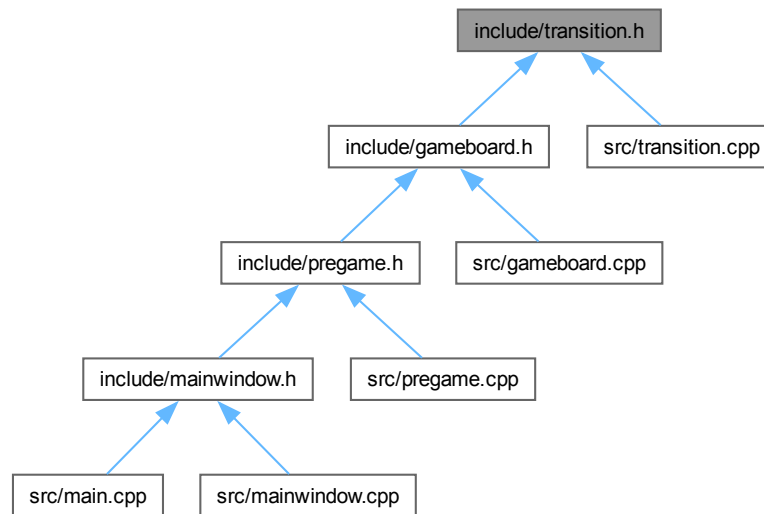 include/transition.h
include/gameboard.h
src/transition.cpp
include/pregame.h
src/gameboard.cpp
include/mainwindow.h
src/pregame.cpp
src/main.cpp
src/mainwindow.cpp